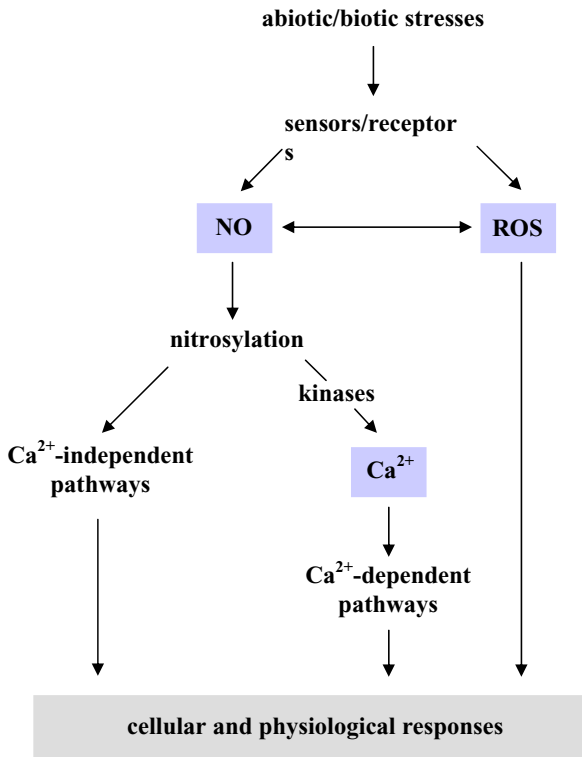 abiotic/biotic stresses
sensors/receptor
s
NO
ROS
nitrosylation
kinases
Ca²⁺-independent
pathways
Ca²⁺
Ca²⁺-dependent
pathways
cellular and physiological responses